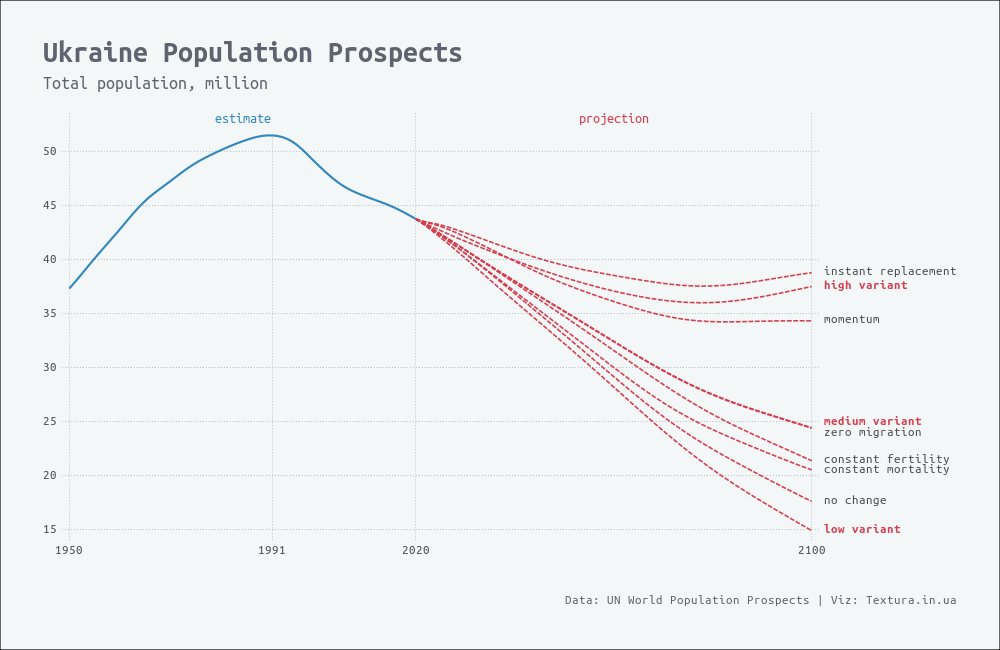 Ukraine Population Prospects
Total population, million
estimate
projection
50
45
40
35
30
25
20
15
instant replacement
high variant
momentum
medium variant
zero migration
constant fertility
constant mortality
no change
low variant
1950
1991
2020
2100
Data: UN World Population Prospects | Viz: Textura.in.ua